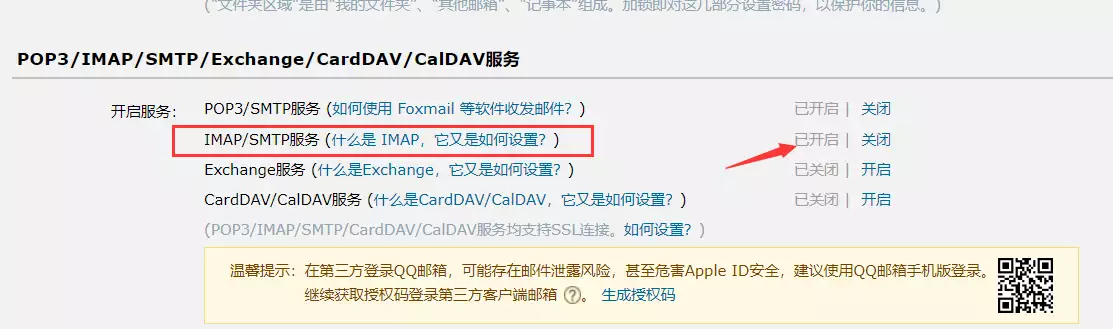 ("文件夹区域"是由"我的文件夹"、"其他邮箱"、"记事本"组成。加锁即对这几部分设置密码，以保护你的信息。)
POP3/IMAP/SMTP/Exchange/CardDAV/CalDAV服务
开启服务： POP3/SMTP服务 (如何使用 Foxmail 等软件收发邮件？) 已开启 | 关闭
IMAP/SMTP服务 (什么是 IMAP，它又是如何设置？) 已开启 | 关闭
Exchange服务 (什么是Exchange，它又是如何设置？) 已关闭 | 开启
CardDAV/CalDAV服务 (什么是CardDAV/CalDAV，它又是如何设置？) 已关闭 | 开启
(POP3/IMAP/SMTP/CardDAV/CalDAV服务均支持SSL连接。如何设置？)
温馨提示： 在第三方登录QQ邮箱，可能存在邮件泄露风险，甚至危害Apple ID安全，建议使用QQ邮箱手机版登录。
继续获取授权码登录第三方客户端邮箱 ?。 生成授权码